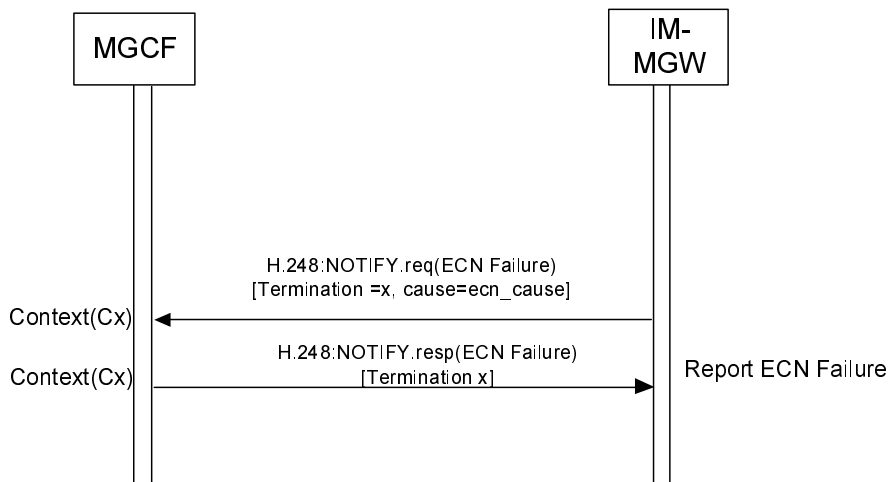 MGCF
IM-
MGW
H.248:NOTIFY.req(ECN Failure)
[Termination =x, cause=ecn_cause]
Context(Cx)
H.248:NOTIFY.resp(ECN Failure)
[Termination x]
Context(Cx)
Report ECN Failure